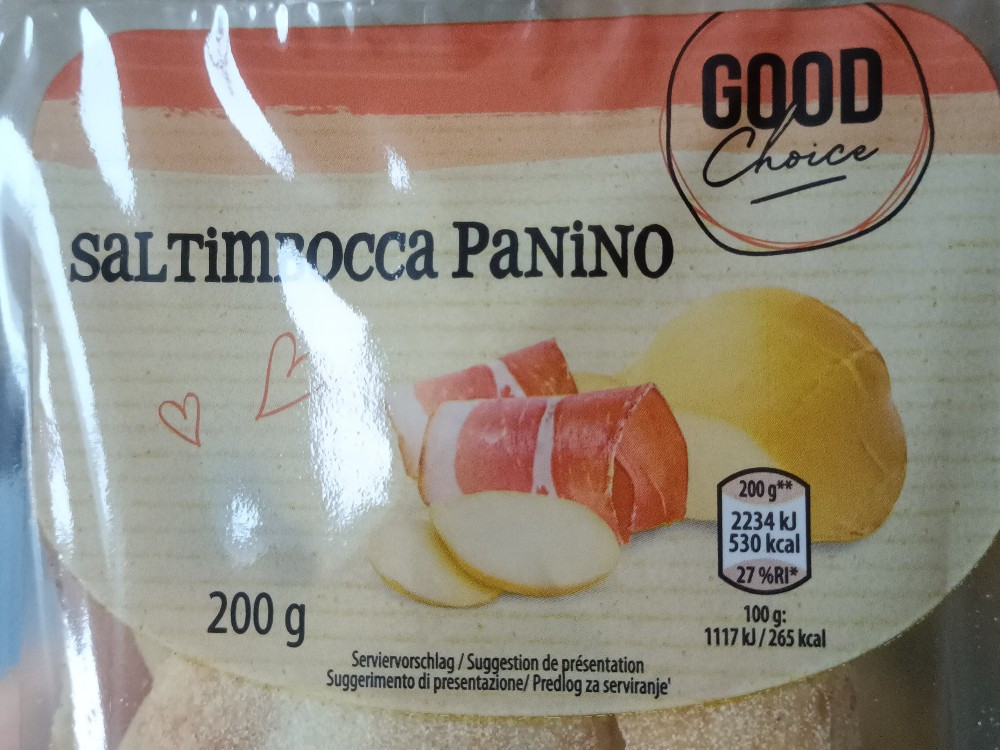 GOOD
Choice
SaLTimBOCCa PaNiNO
200 g**
2234 kJ
530 kcal
27 %RI*
100 g:
1117 kJ / 265 kcal
200 g
Serviervorschlag / Suggestion de présentation
Suggerimento di presentazione/ Predlog za serviranje'